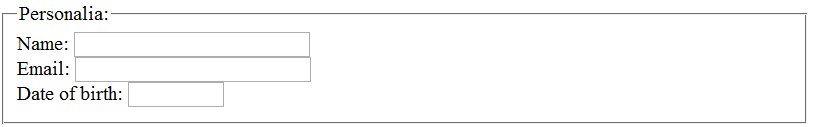 Personalia:
Name:
Email:
Date of birth: